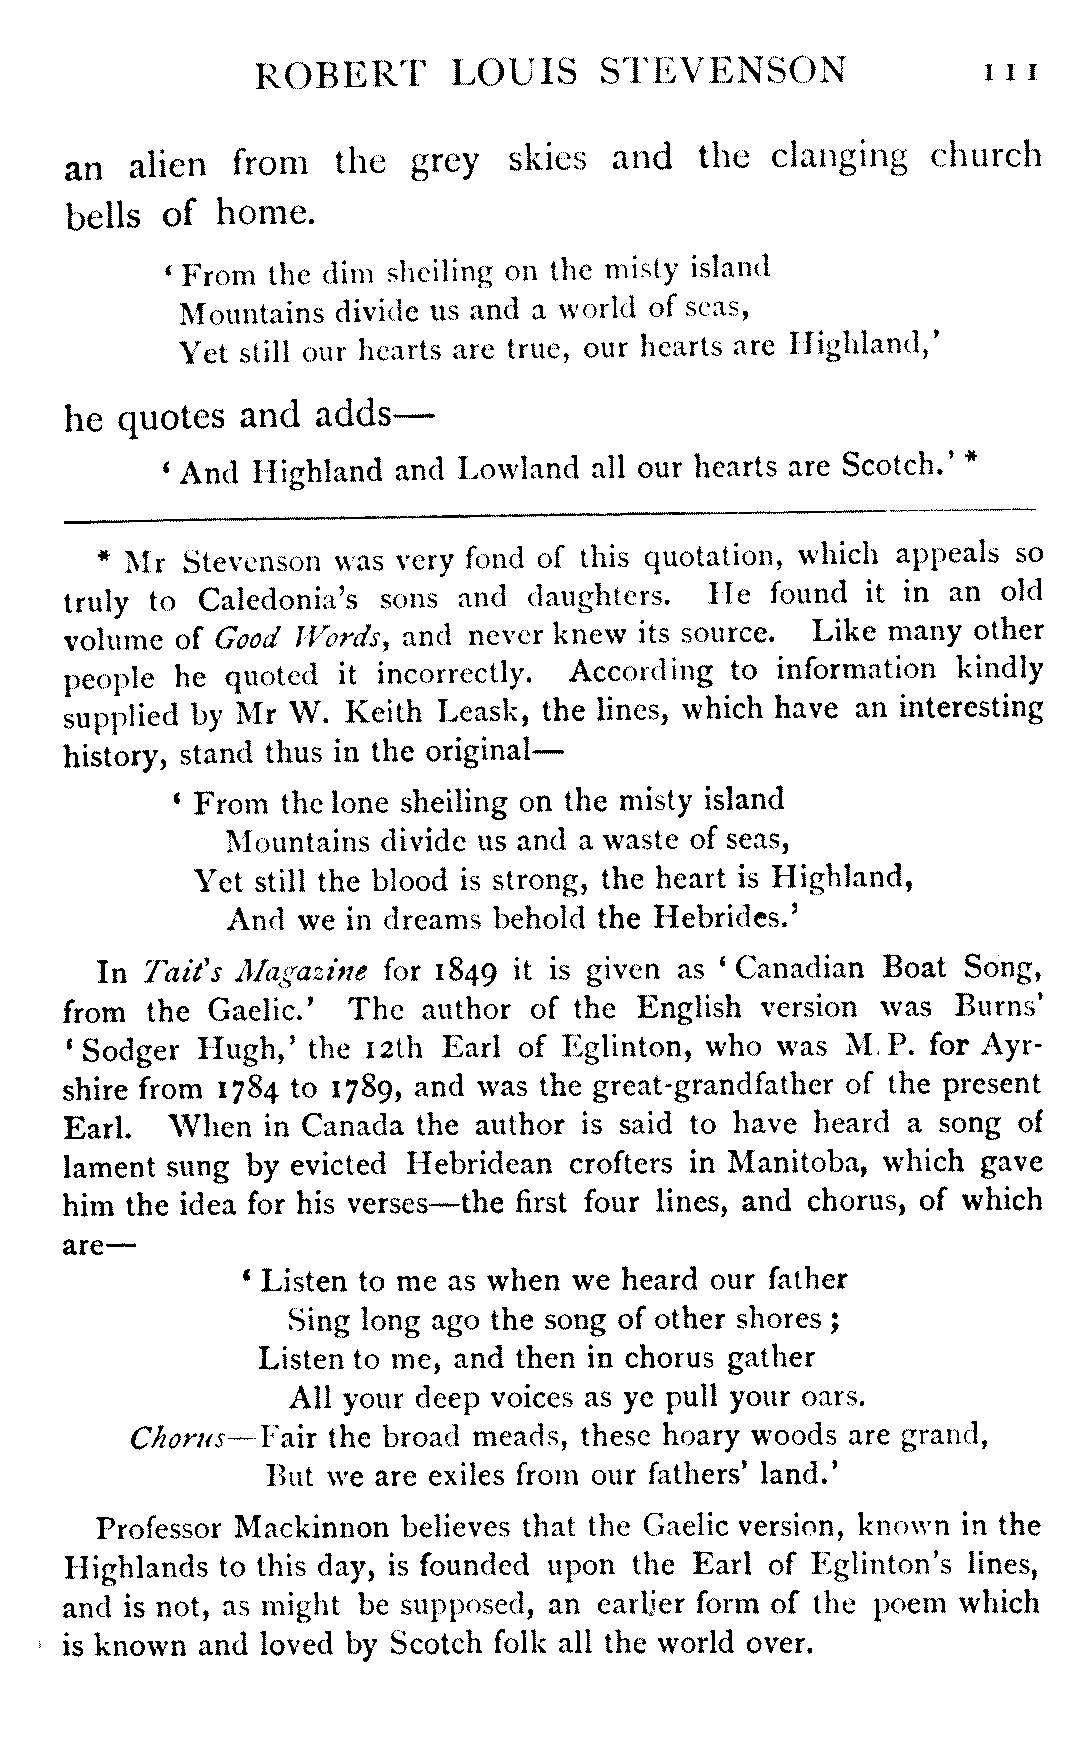 ROBERT LOUIS STEVENSON 111
an alien from the grey skies and the clanging church
bells of home.
‘ From the dim sheiling on the misty island
Mountains divide us and a world of seas,
Yet still our hearts are true, our hearts are Highland,’
he quotes and adds—
‘ And Highland and Lowland all our hearts are Scotch.’ *
* Mr Stevenson was very fond of this quotation, which appeals so
truly to Caledonia’s sons and daughters. He found it in an old
volume of Good Words, and never knew its source. Like many other
people he quoted it incorrectly. According to information kindly
supplied by Mr W. Keith Leask, the lines, which have an interesting
history, stand thus in the original—
‘ From the lone sheiling on the misty island
Mountains divide us and a waste of seas,
Yet still the blood is strong, the heart is Highland,
And we in dreams behold the Hebrides.’
In Tait’s Magazine for 1849 it is given as ‘ Canadian Boat Song,
from the Gaelic.’ The author of the English version was Burns’
‘ Sodger Hugh,’ the 12th Earl of Eglinton, who was M.P. for Ayr-
shire from 1784 to 1789, and was the great-grandfather of the present
Earl. When in Canada the author is said to have heard a song of
lament sung by evicted Hebridean crofters in Manitoba, which gave
him the idea for his verses—the first four lines, and chorus, of which
are—
‘ Listen to me as when we heard our father
Sing long ago the song of other shores ;
Listen to me, and then in chorus gather
All your deep voices as ye pull your oars.
Chorus—Fair the broad meads, these hoary woods are grand,
But we are exiles from our fathers’ land.’
Professor Mackinnon believes that the Gaelic version, known in the
Highlands to this day, is founded upon the Earl of Eglinton’s lines,
and is not, as might be supposed, an earlier form of the poem which
is known and loved by Scotch folk all the world over.